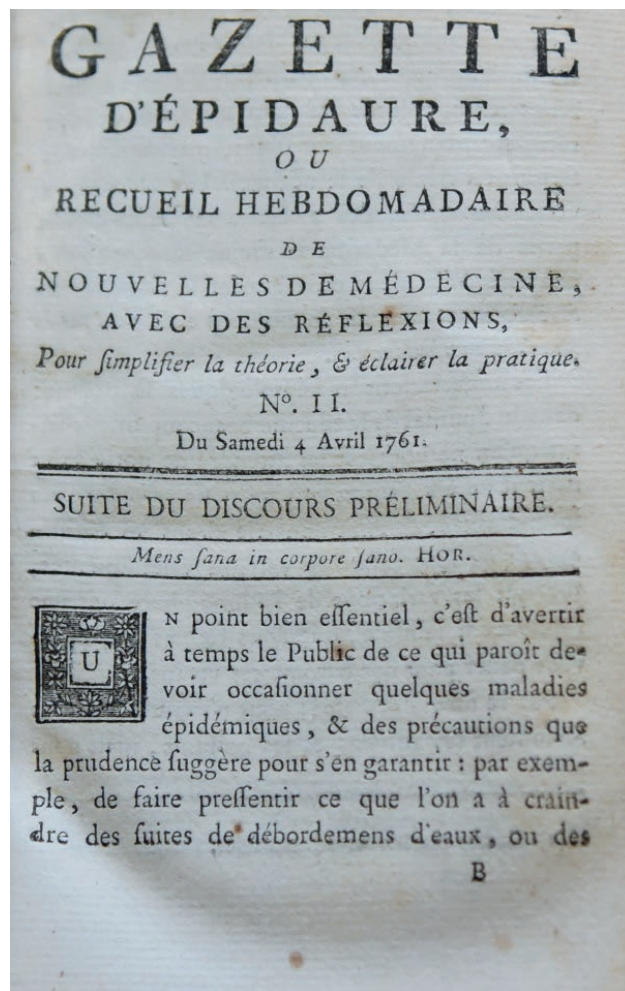 GAZETTE
D'ÉPIDAURE,
OU
RECUEIL HEBDOMADAIRE
DE
NOUVELLES DE MÉDECINE,
AVEC DES RÉFLEXIONS,
Pour ſimplifier la théorie, & éclairer la pratique.
Nº. II.
Du Samedi 4 Avril 1761.
SUITE DU DISCOURS PRÉLIMINAIRE.
Mens ſana in corpore ſano. HOR.
UN point bien eſſentiel, c'eſt d'avertir
à temps le Public de ce qui paroît de-
voir occaſionner quelques maladies
épidémiques, & des précautions que
la prudence ſuggère pour s'en garantir : par exem-
ple, de faire preſſentir ce que l'on a à crain-
dre des ſuites de débordemens d'eaux, ou des
B